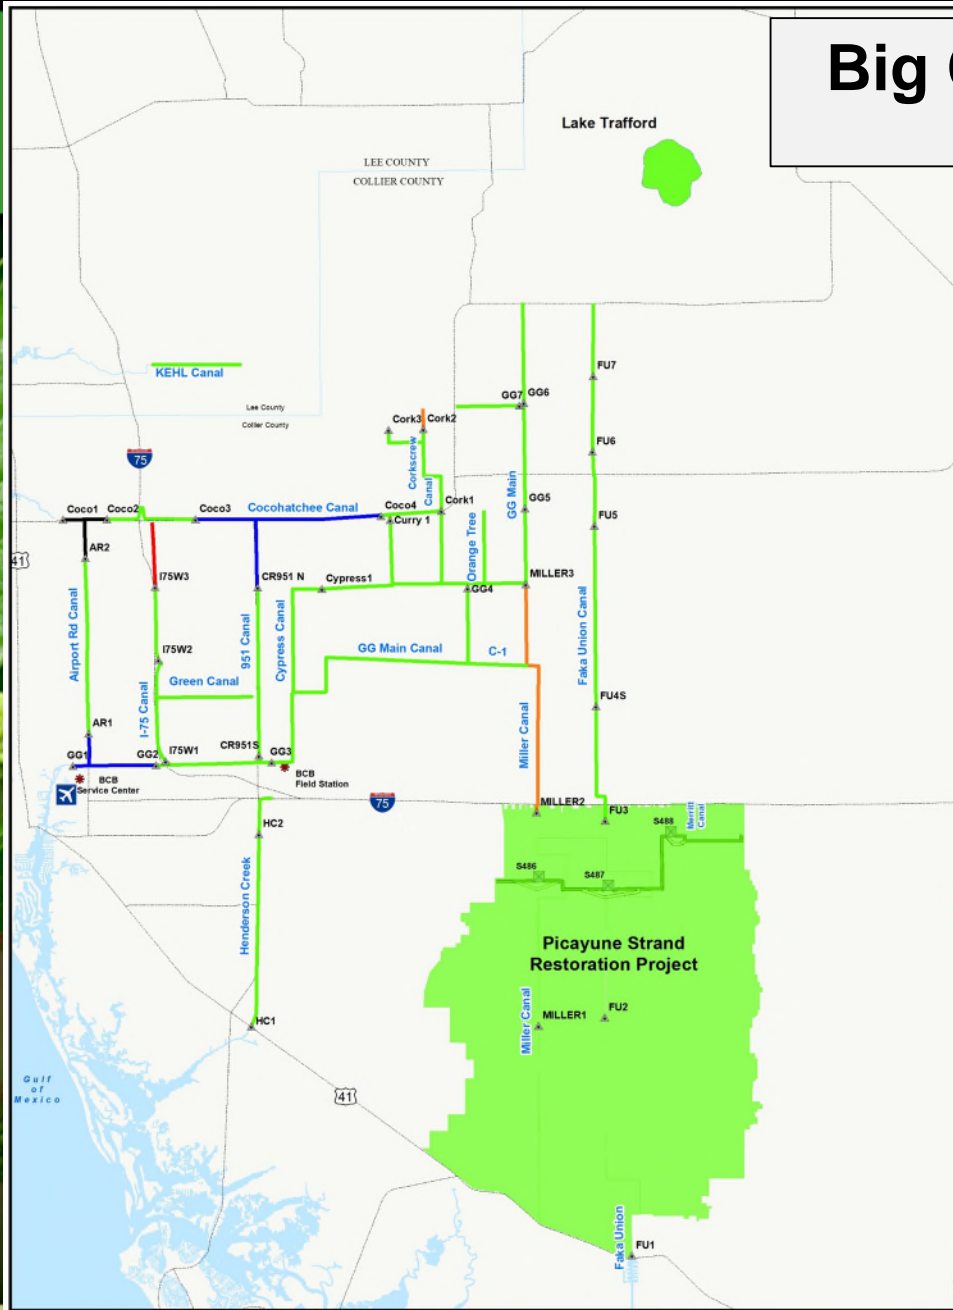 Big
Lake Trafford
LEE COUNTY
COLLIER COUNTY
KEHL Canal
Lee County
Collier County
FU7
GG7
GG6
Cork3
Cork2
FU6
75
Corkscrew
Canal
GG Main
Coco1
Coco2
Coco3
Cocohatchee Canal
Coco4
Cork1
GG5
Curry 1
FU5
41
AR2
Orange Tree
I75W3
CR951 N
Cypress1
GG4
MILLER3
Airport Rd Canal
951 Canal
Cypress Canal
Faka Union Canal
I75W2
GG Main Canal
C-1
Green Canal
I-75 Canal
FU4S
AR1
Miller Canal
GG1
GG2
I75W1
CR951S
GG3
BCB
Service Center
BCB
Field Station
75
MILLER2
FU3
S488
Merritt
Canal
HC2
S486
S487
Henderson Creek
Picayune Strand
Restoration Project
Miller Canal
MILLER1
FU2
HC1
Gulf
of
Mexico
41
Faka Union
FU1